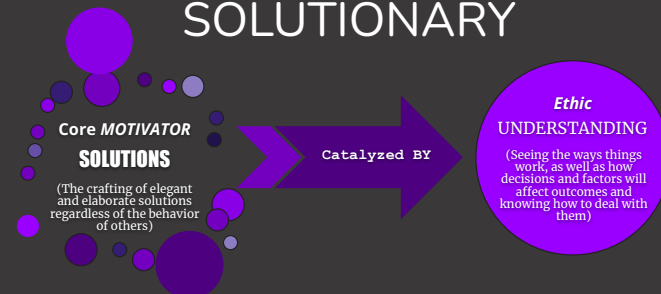 SOLUTIONARY
Core MOTIVATOR
SOLUTIONS
(The crafting of elegant
and elaborate solutions
regardless of the behavior
of others)
Catalyzed BY
Ethic
UNDERSTANDING
(Seeing the ways things
work, as well as how
decisions and factors will
affect outcomes and
knowing how to deal with
them)